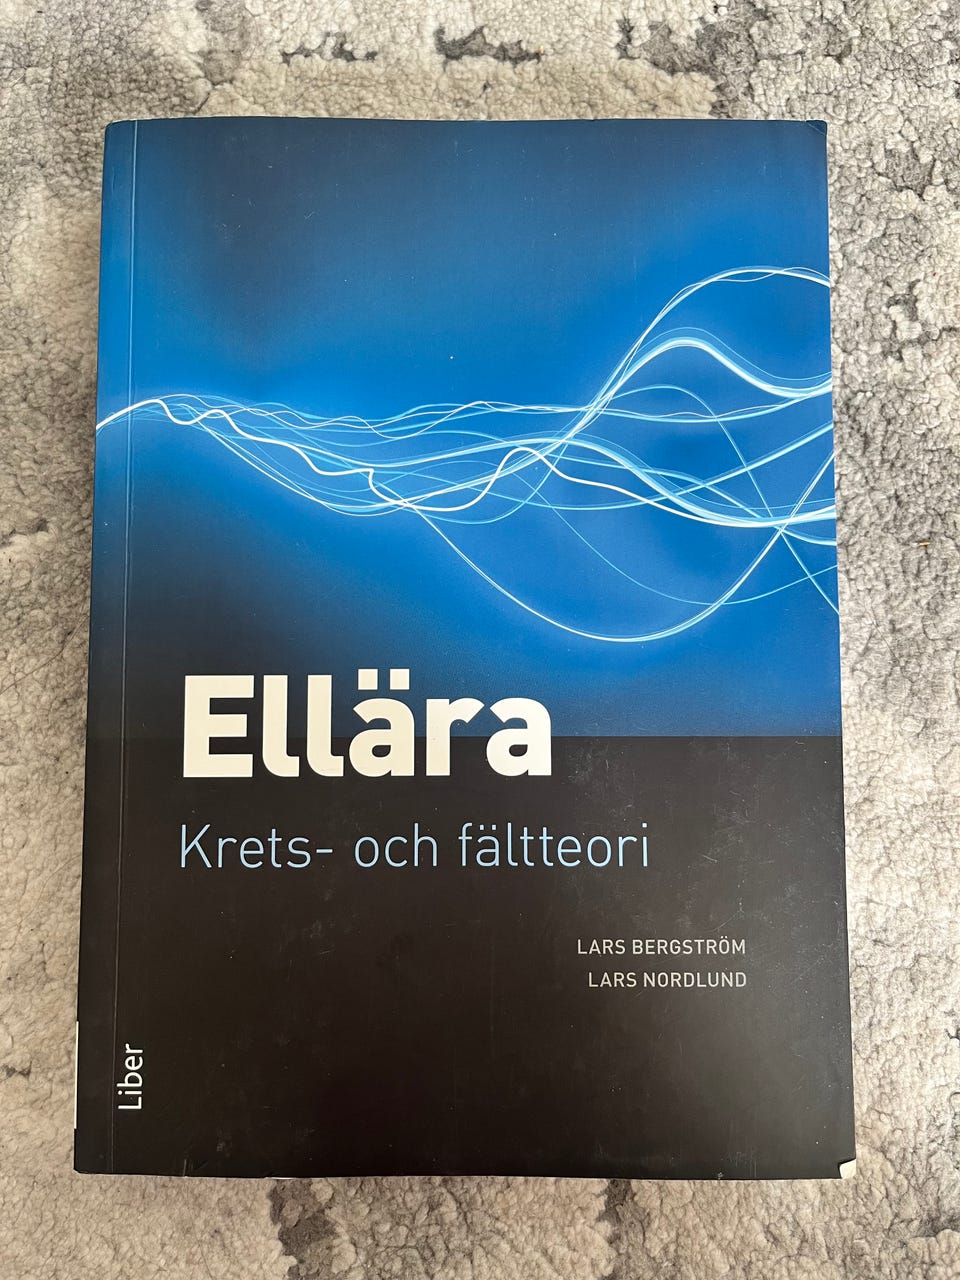 Ellära
Krets- och fältteori
LARS BERGSTRÖM
LARS NORDLUND
Liber